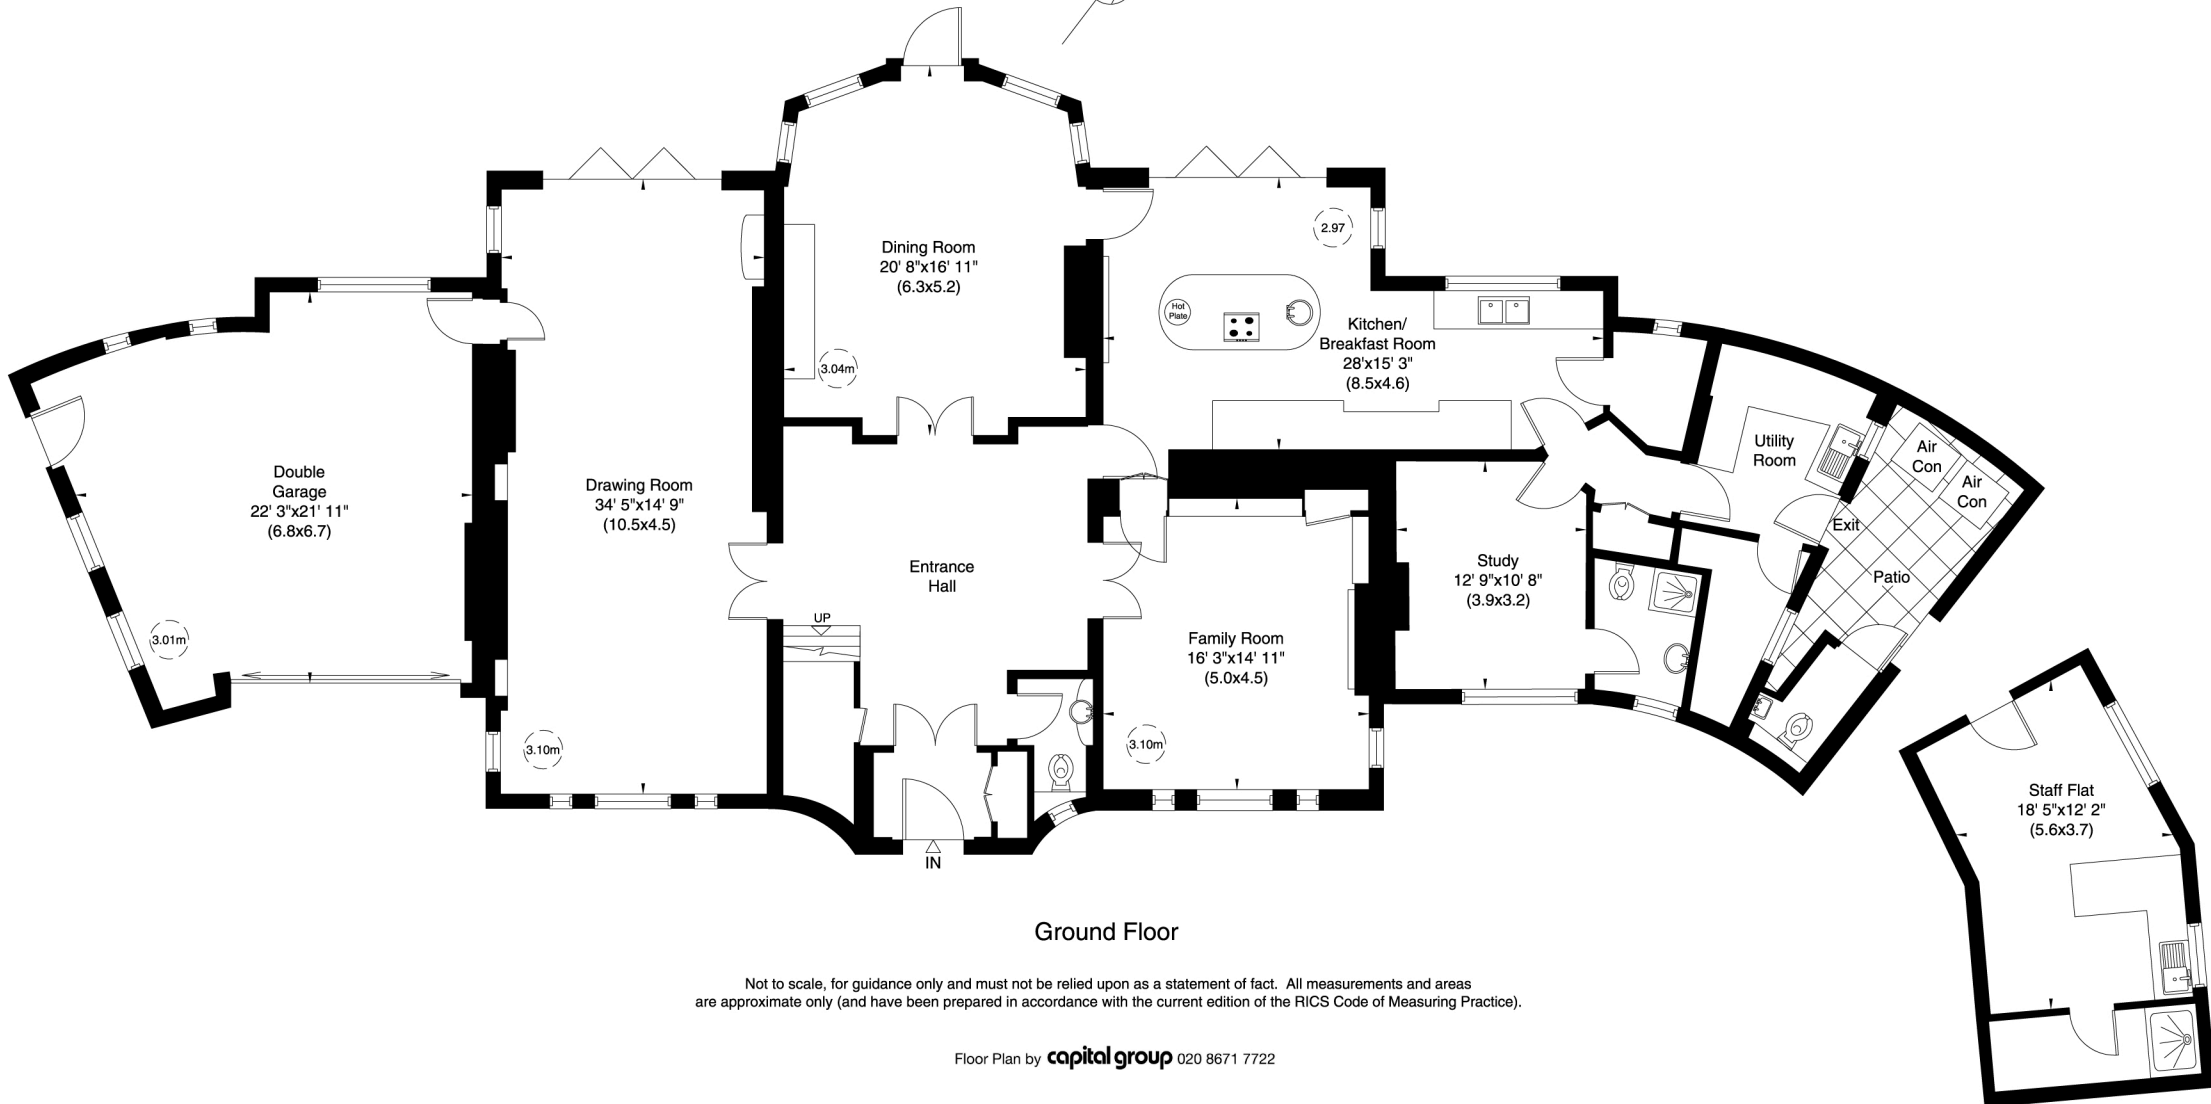 Dining Room
20' 8"x16' 11"
(6.3x5.2)
3.04m
2.97
Hot
Plate
Kitchen/
Breakfast Room
28'x15' 3"
(8.5x4.6)
Double
Garage
22' 3"x21' 11"
(6.8x6.7)
3.01m
Drawing Room
34' 5"x14' 9"
(10.5x4.5)
3.10m
Entrance
Hall
UP
IN
Family Room
16' 3"x14' 11"
(5.0x4.5)
3.10m
Study
12' 9"x10' 8"
(3.9x3.2)
Utility
Room
Air
Con
Air
Con
Exit
Patio
Staff Flat
18' 5"x12' 2"
(5.6x3.7)
Ground Floor
Not to scale, for guidance only and must not be relied upon as a statement of fact. All measurements and areas
are approximate only (and have been prepared in accordance with the current edition of the RICS Code of Measuring Practice).
Floor Plan by capital group 020 8671 7722